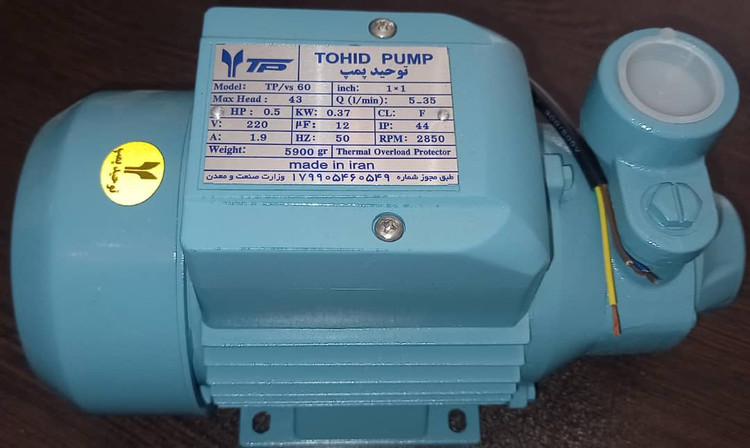 TP TOHID PUMP
توحید پمپ
Model: TP/vs 60 inch: 1*1
Max Head: 43 Q (l/min): 5-35
HP: 0.5 KW: 0.37 CL: F
V: 220 µF: 12 IP: 44
A: 1.9 HZ: 50 RPM: 2850
Weight: 5900 gr Thermal Overload Protector
made in iran
طبق مجوز شماره ۱۷۹۹۰۵۴۶۰۵۴۹ وزارت صنعت و معدن
توحید پمپ